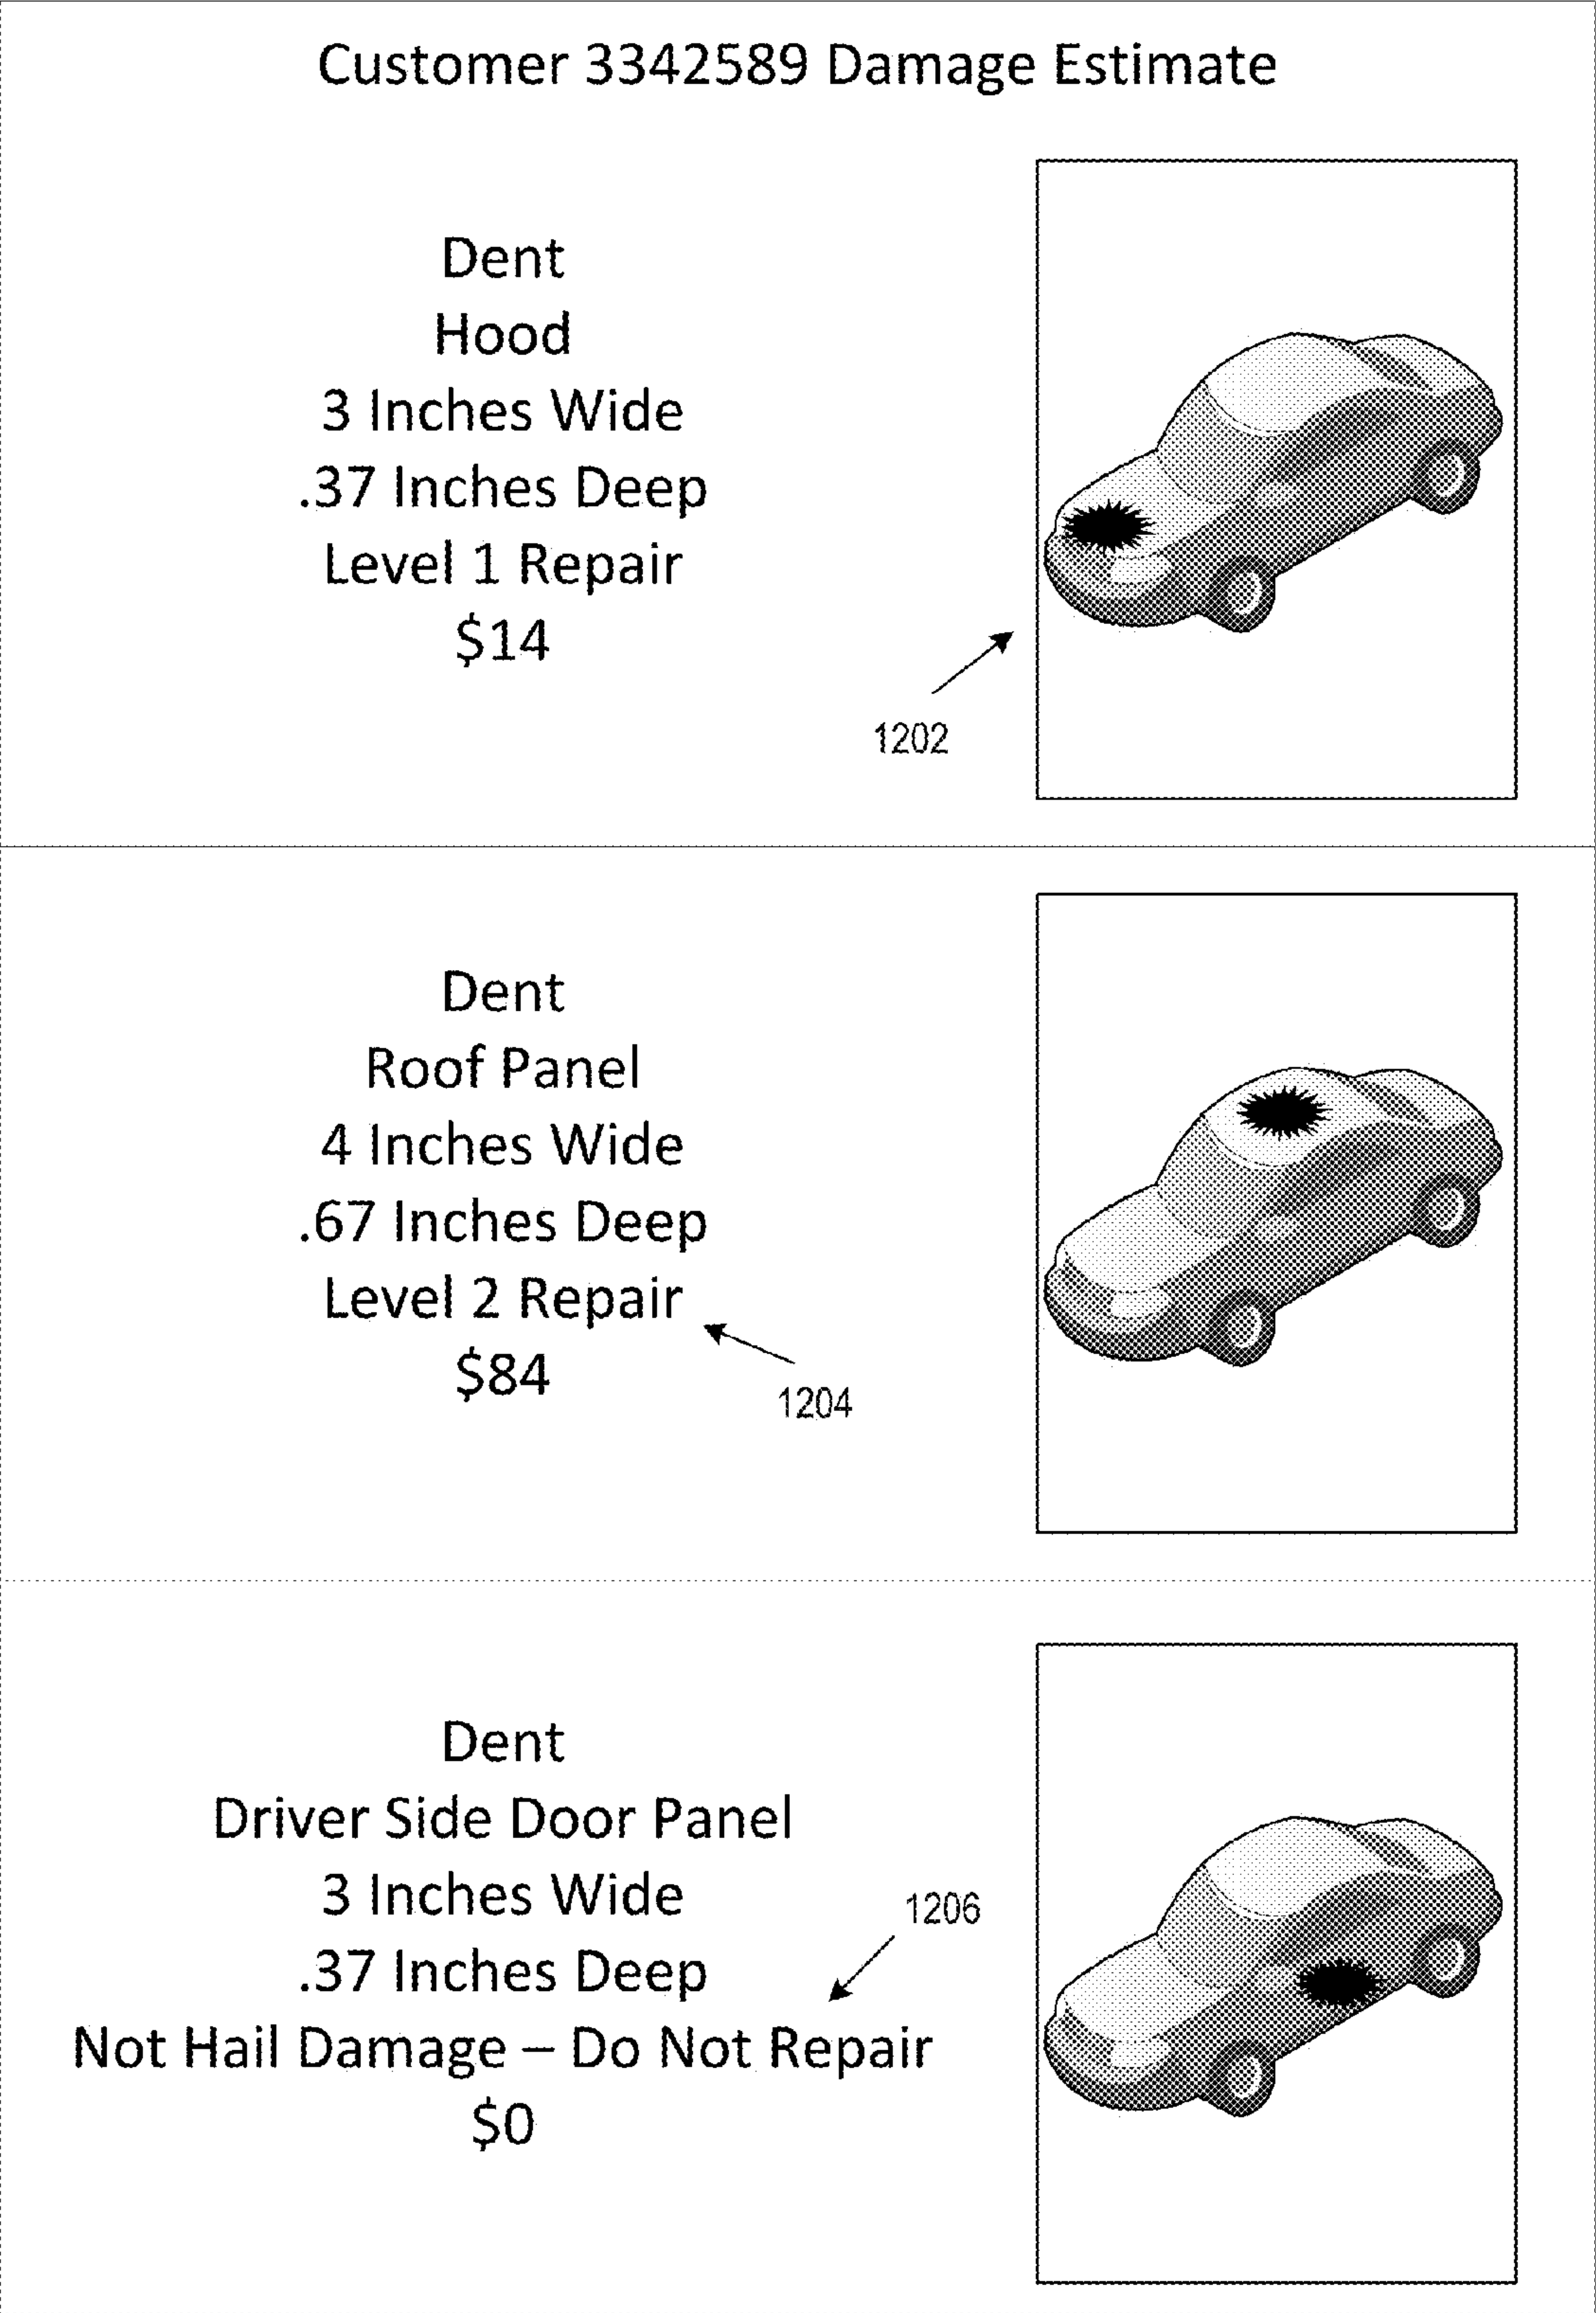 Customer 3342589 Damage Estimate
Dent
Hood
3 Inches Wide
.37 Inches Deep
Level 1 Repair
$14
1202
Dent
Roof Panel
4 Inches Wide
.67 Inches Deep
Level 2 Repair
$84
1204
Dent
Driver Side Door Panel
3 Inches Wide
1206
.37 Inches Deep
Not Hail Damage – Do Not Repair
$0